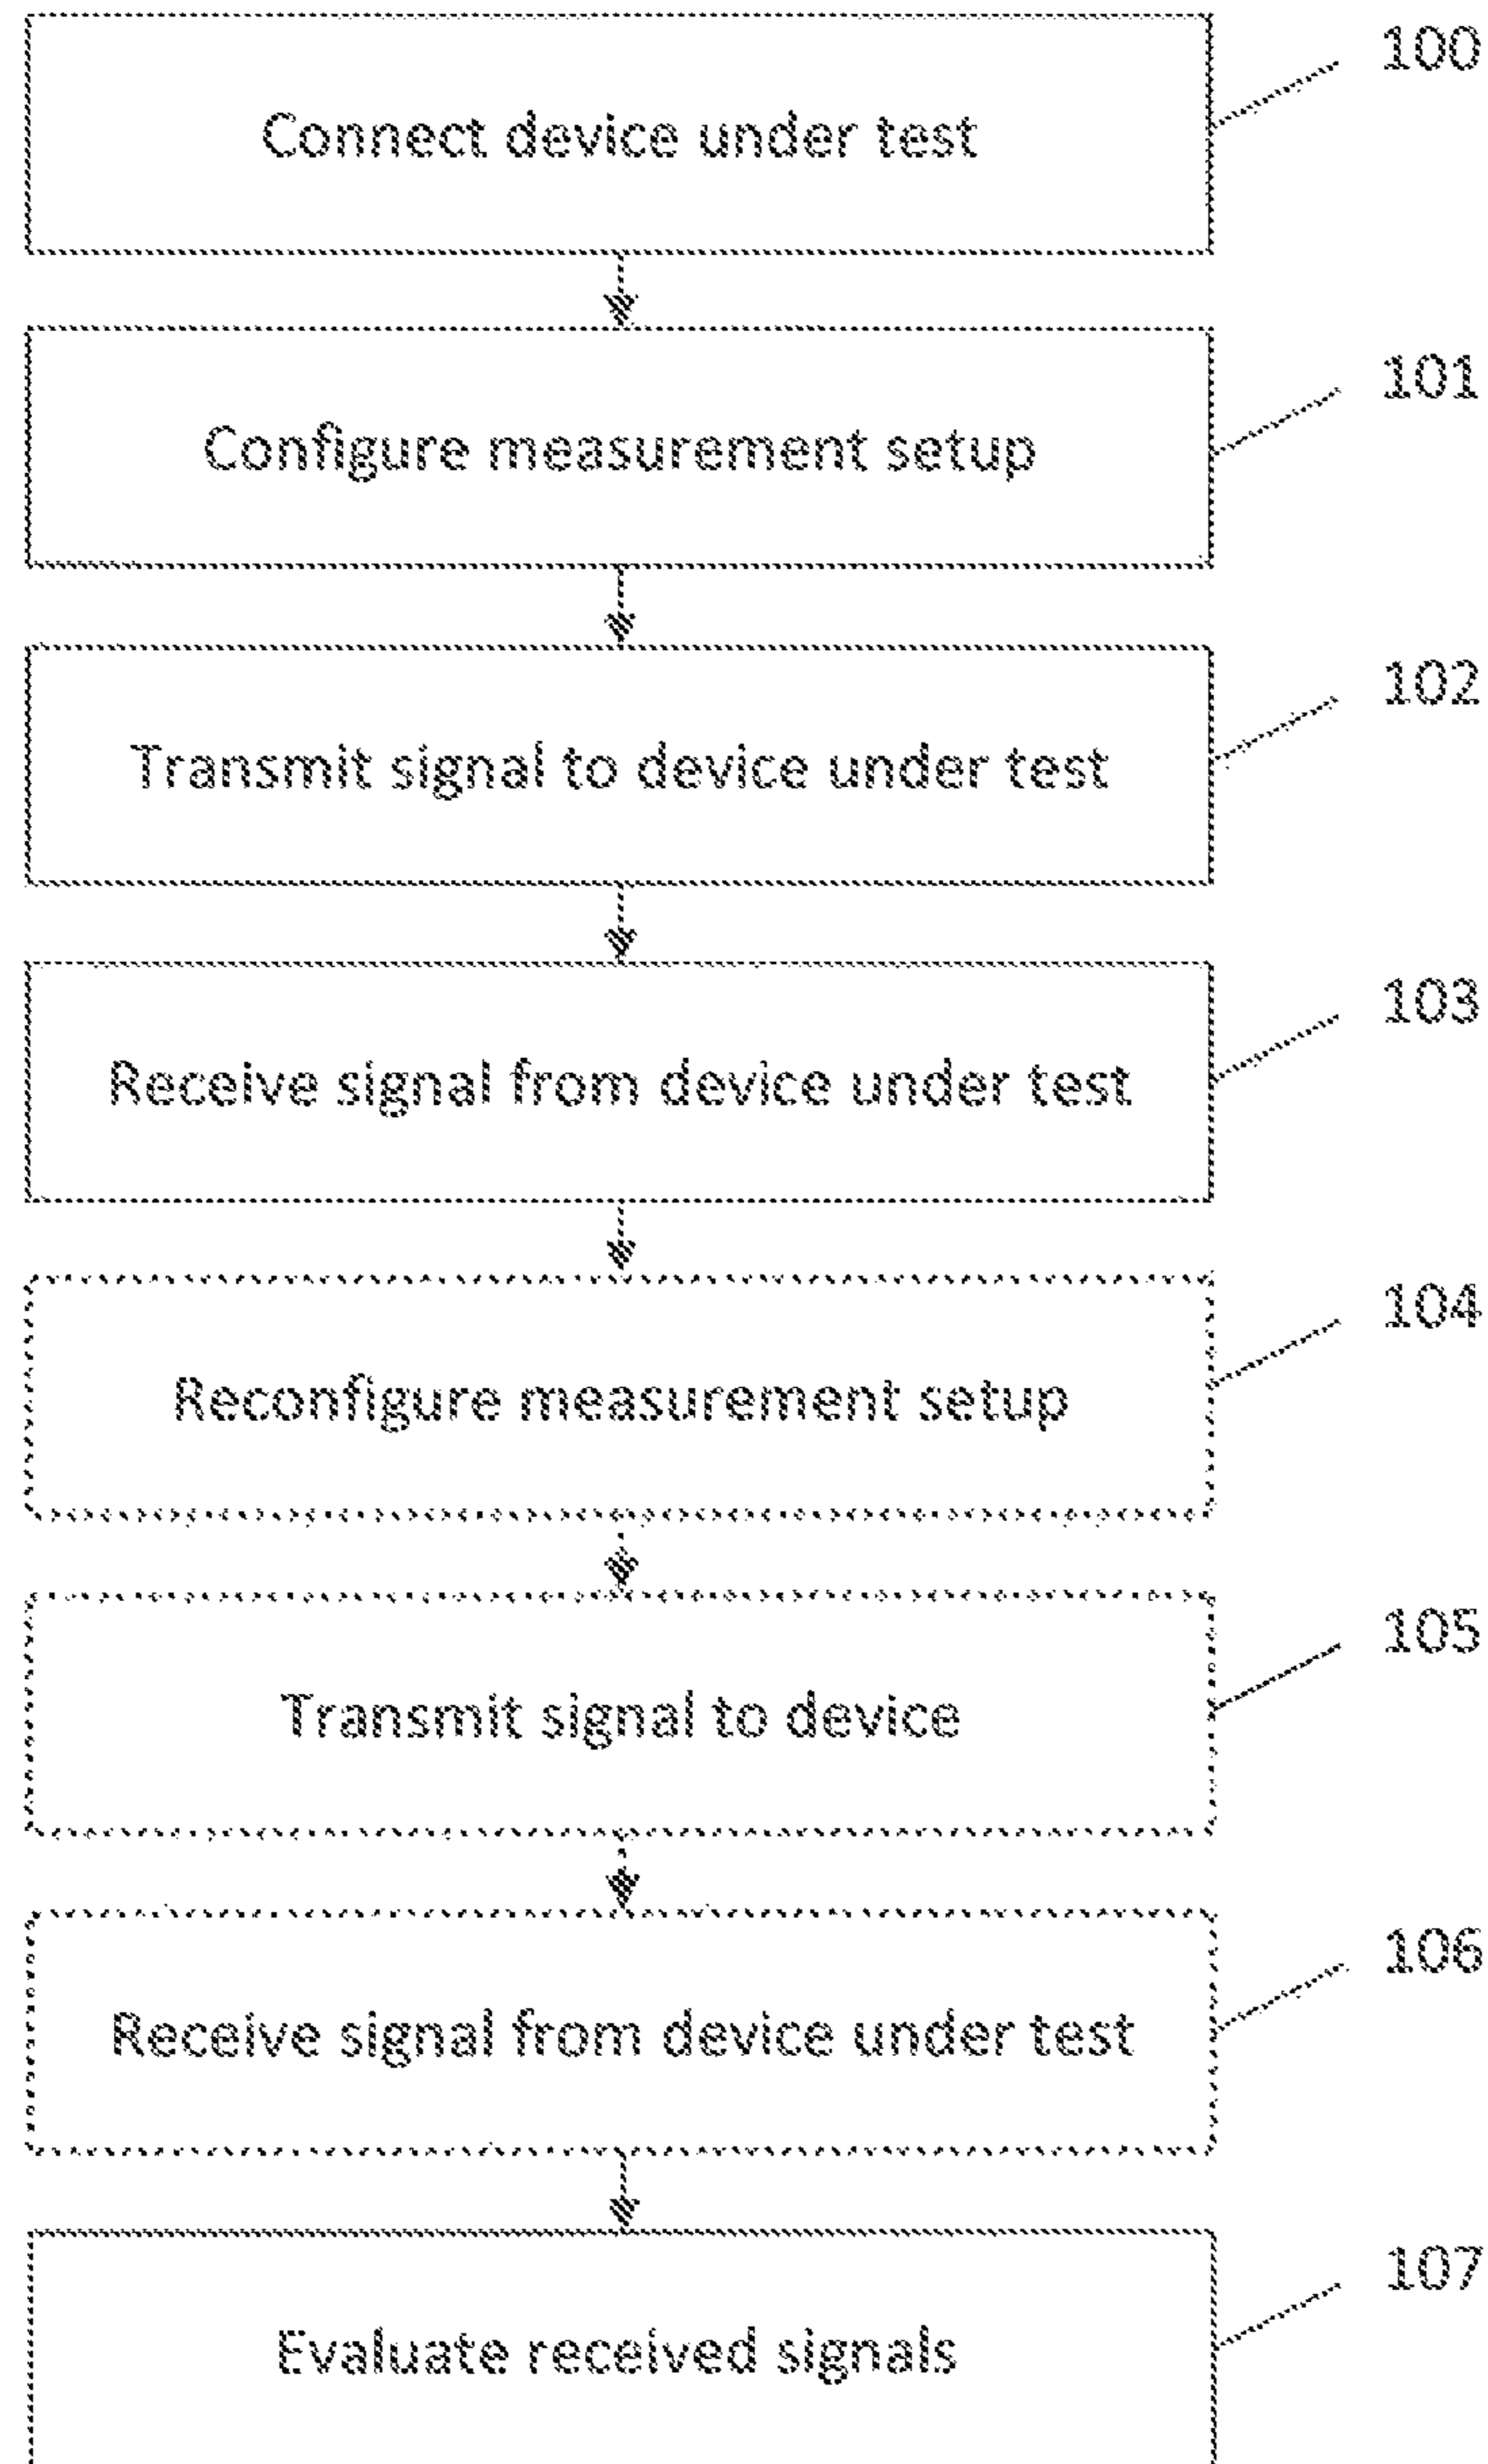 Connect device under test
100
Configure measurement setup
101
Transmit signal to device under test
102
Receive signal from device under test
103
Reconfigure measurement setup
104
Transmit signal to device
105
Receive signal from device under test
106
Evaluate received signals
107